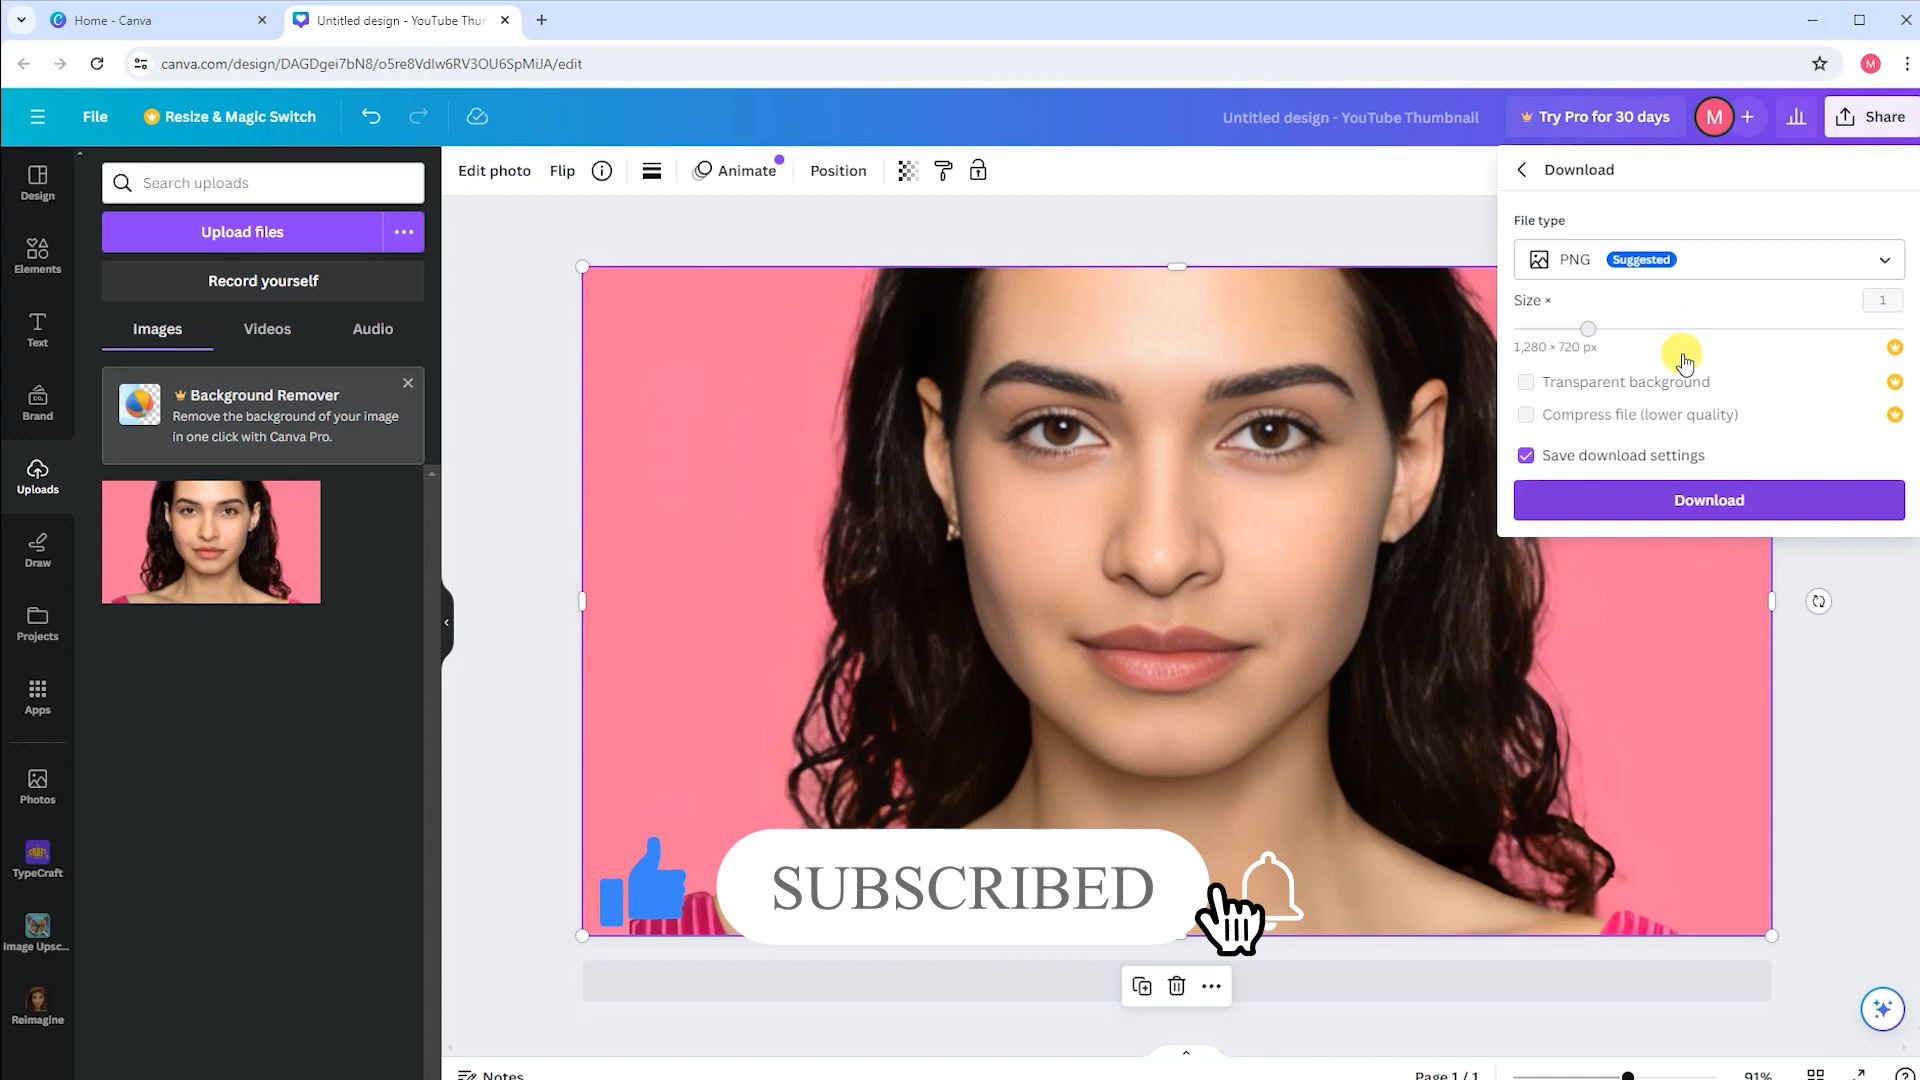 Home - Canva
Untitled design - YouTube Thun
canva.com/design/DAGDgei7bN8/o5re8Vdlw6RV3OU6SpMiJA/edit
M
File
Resize & Magic Switch
Untitled design - YouTube Thumbnail
Try Pro for 30 days
M
Share
Design
Elements
Text
Brand
Uploads
Draw
Projects
Apps
Photos
TypeCraft
Image Upsc...
Reimagine
Search uploads
Upload files
Record yourself
Images
Videos
Audio
Background Remover
Remove the background of your image
in one click with Canva Pro.
Edit photo
Flip
Animate
Position
Download
File type
PNG
Suggested
Size ×
1
1,280 × 720 px
Transparent background
Compress file (lower quality)
Save download settings
Download
SUBSCRIBED
Notes
Page 1 / 1
91%